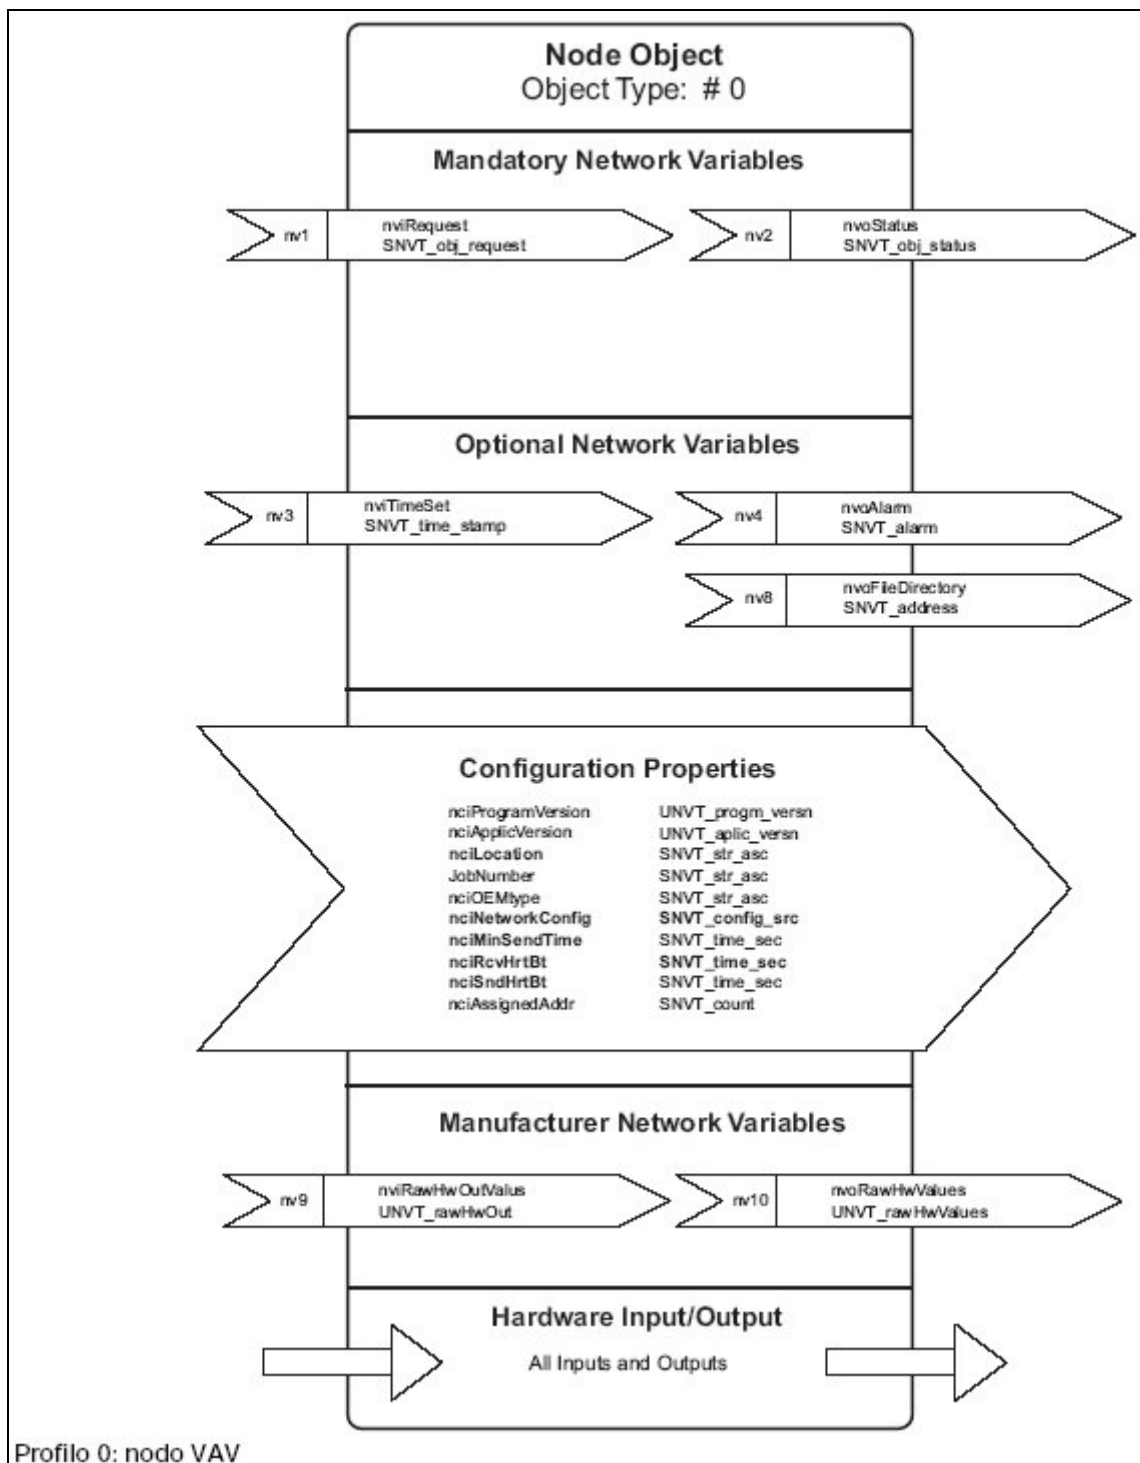 Node Object
Object Type: # 0
Mandatory Network Variables
nv1
nviRequest
SNVT_obj_request
nv2
nvoStatus
SNVT_obj_status
Optional Network Variables
nv3
nviTimeSet
SNVT_time_stamp
nv4
nvoAlarm
SNVT_alarm
nv8
nvoFileDirectory
SNVT_address
Configuration Properties
nciProgramVersion UNVT_progm_versn
nciApplicVersion UNVT_aplic_versn
nciLocation SNVT_str_asc
JobNumber SNVT_str_asc
nciOEMtype SNVT_str_asc
nciNetworkConfig SNVT_config_src
nciMinSendTime SNVT_time_sec
nciRcvHrtBt SNVT_time_sec
nciSndHrtBt SNVT_time_sec
nciAssignedAddr SNVT_count
Manufacturer Network Variables
nv9
nviRawHwOutValus
UNVT_rawHwOut
nv10
nvoRawHwValues
UNVT_rawHwValues
Hardware Input/Output
All Inputs and Outputs
Profilo 0: nodo VAV